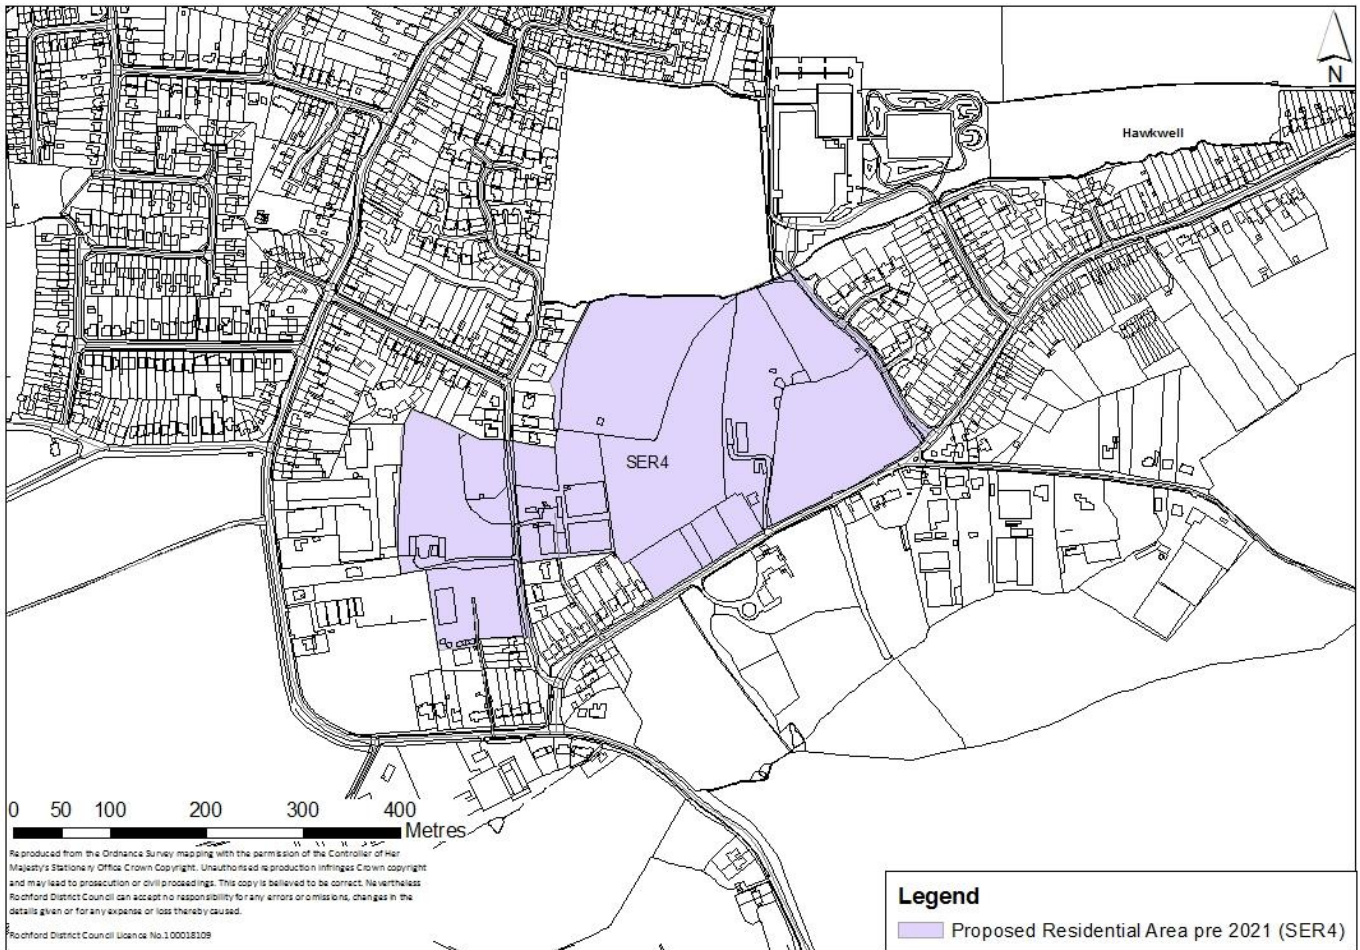 N
Hawkwell
SER4
0 50 100 200 300 400
Metres
Reproduced from the Ordnance Survey mapping with the permission of the Controller of Her
Majesty's Stationery Office Crown Copyright. Unauthorised reproduction infringes Crown copyright
and may lead to prosecution or civil proceedings. This copy is believed to be correct. Nevertheless
Rochford District Council can accept no responsibility for any errors or omissions, changes in the
details given or for any expense or loss thereby caused.
Rochford District Council Licence No.100018109
Legend
Proposed Residential Area pre 2021 (SER4)